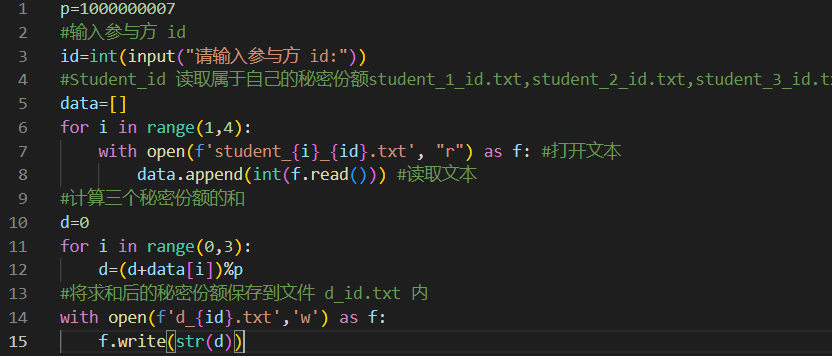 1 p=1000000007
2 #输入参与方 id
3 id=int(input("请输入参与方 id:"))
4 #Student_id 读取属于自己的秘密份额student_1_id.txt,student_2_id.txt,student_3_id.t
5 data=[]
6 for i in range(1,4):
7     with open(f'student_{i}_{id}.txt', "r") as f: #打开文本
8         data.append(int(f.read())) #读取文本
9 #计算三个秘密份额的和
10 d=0
11 for i in range(0,3):
12     d=(d+data[i])%p
13 #将求和后的秘密份额保存到文件 d_id.txt 内
14 with open(f'd_{id}.txt','w') as f:
15     f.write(str(d))